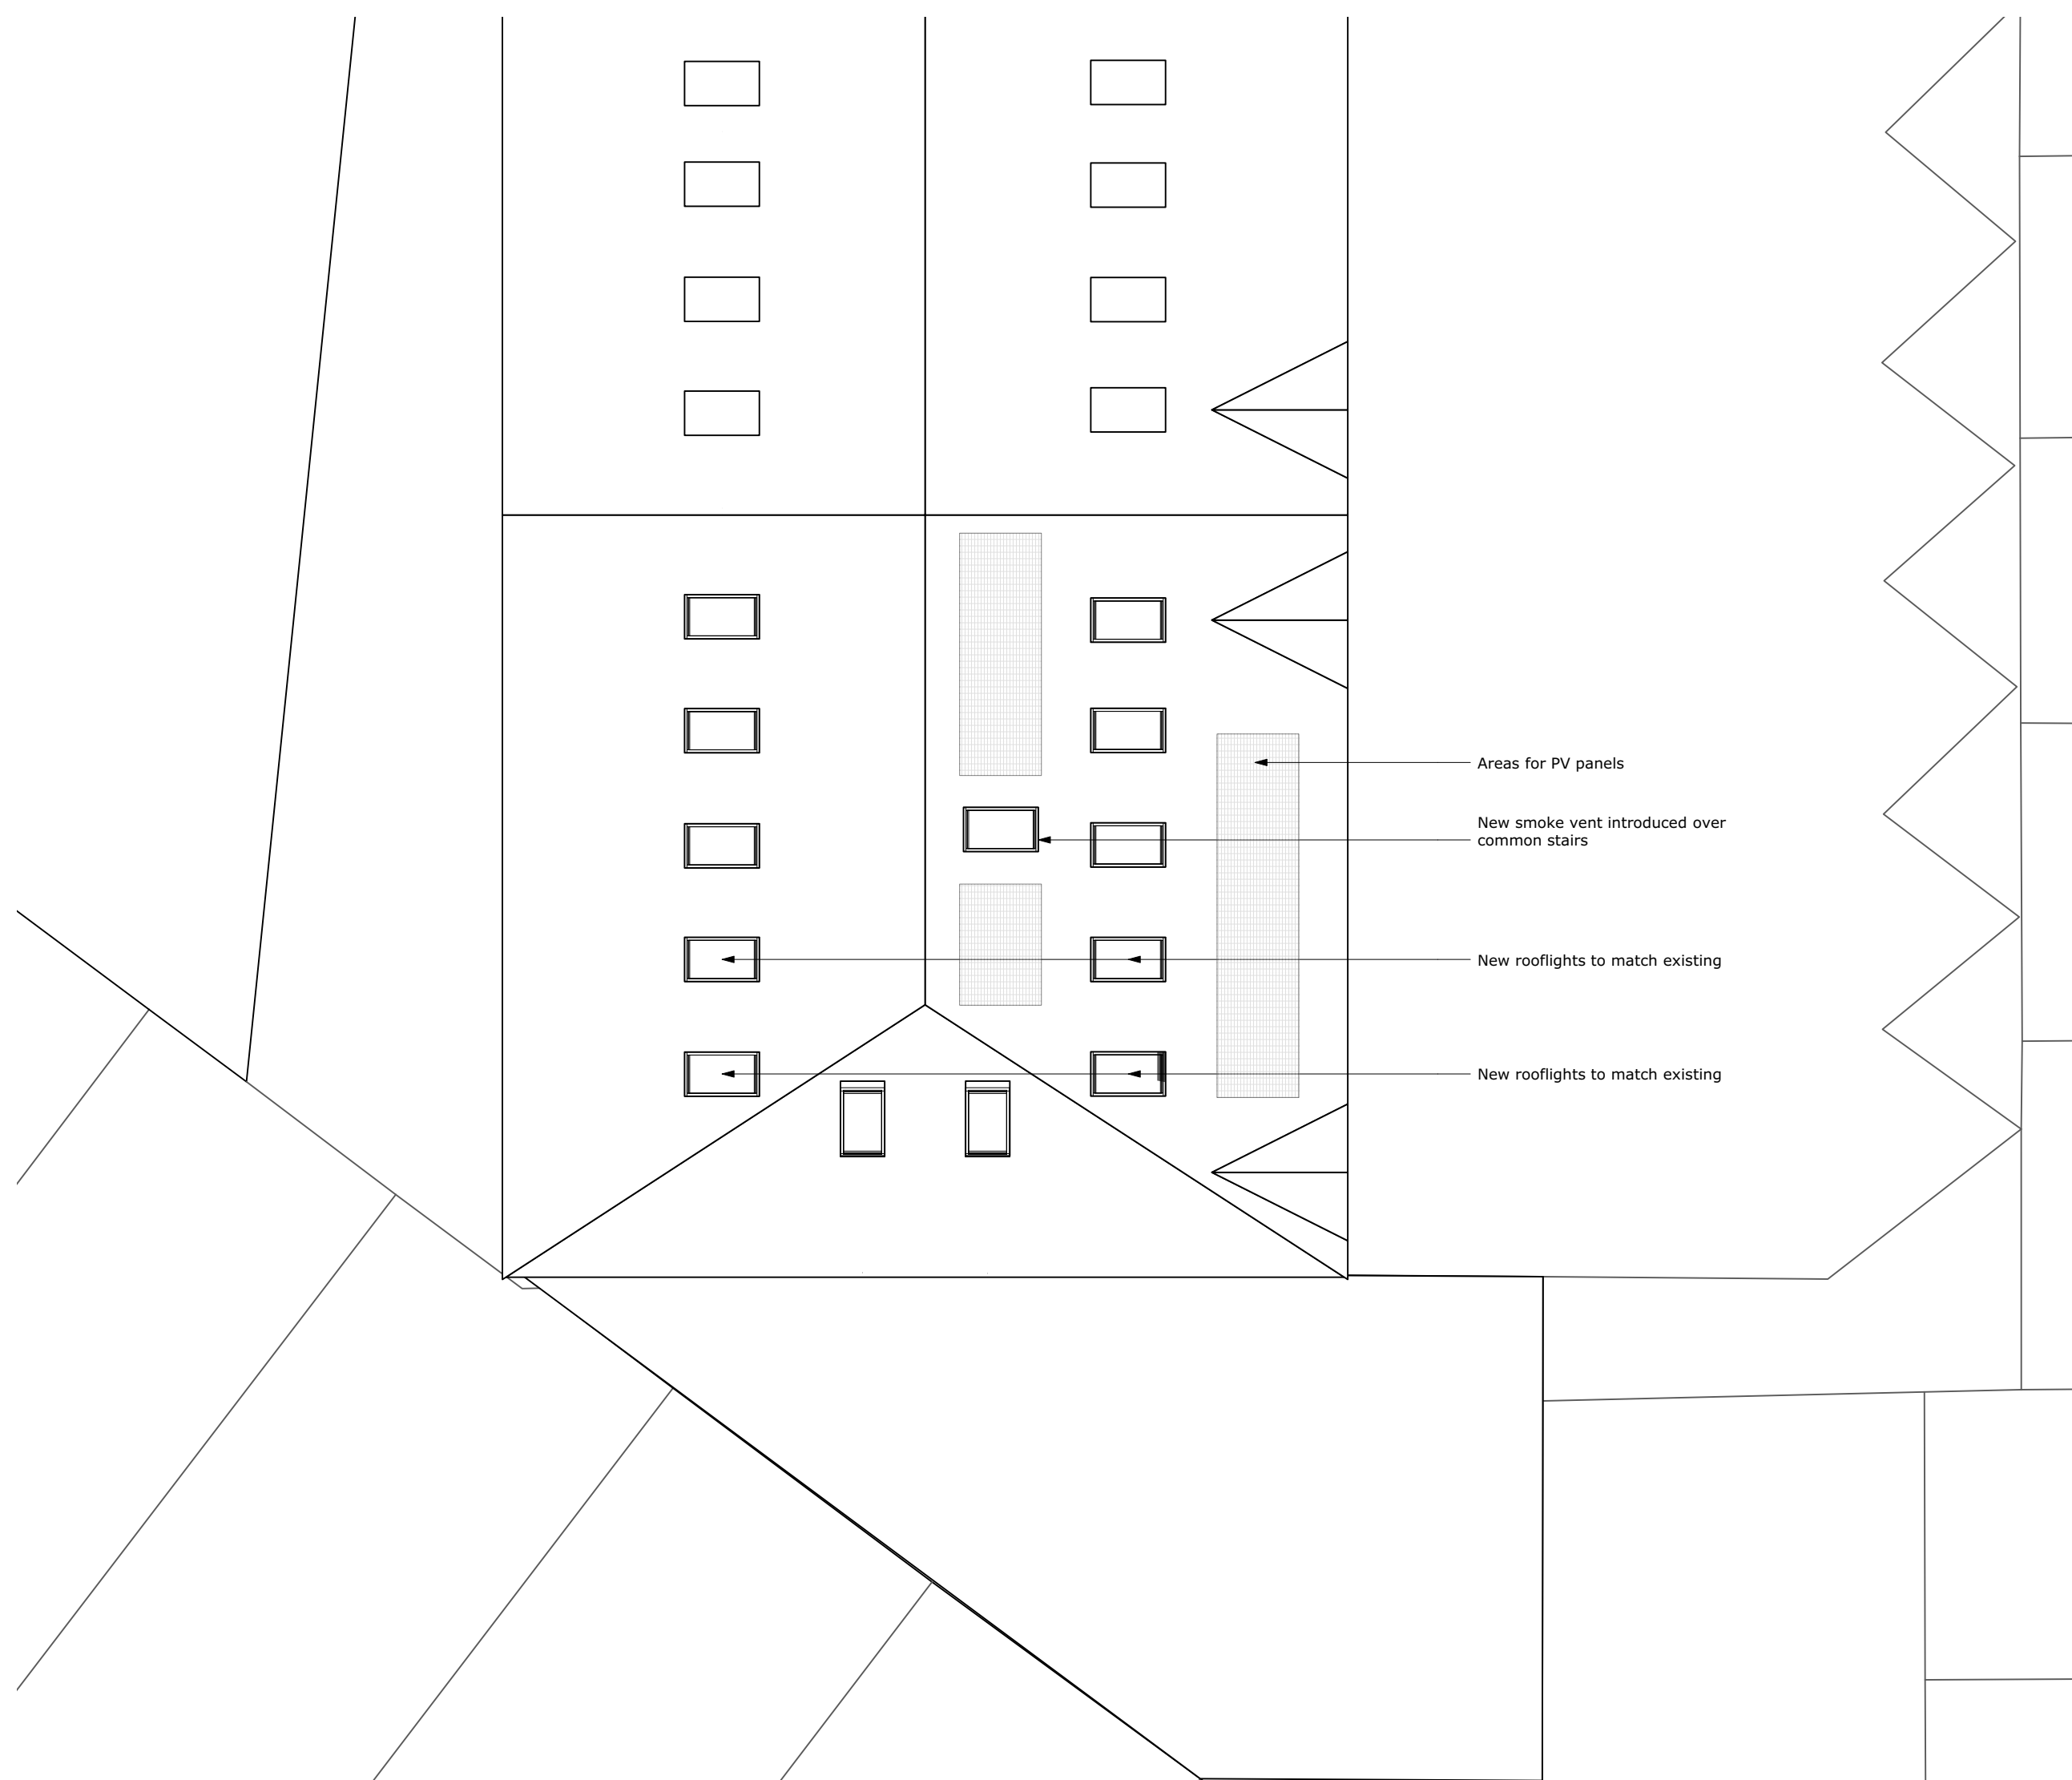 Areas for PV panels
New smoke vent introduced over
common stairs
New rooflights to match existing
New rooflights to match existing